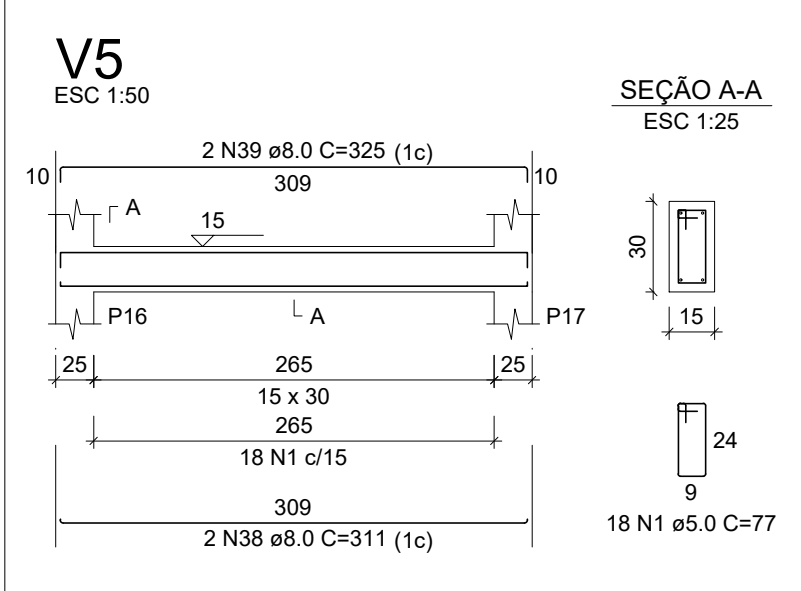 V5
ESC 1:50
SEÇÃO A-A
ESC 1:25
2 N39 ø8.0 C=325 (1c)
10
309
10
A
15
30
15
P16
A
P17
25
265
25
15 x 30
265
18 N1 c/15
24
9
18 N1 ø5.0 C=77
309
2 N38 ø8.0 C=311 (1c)